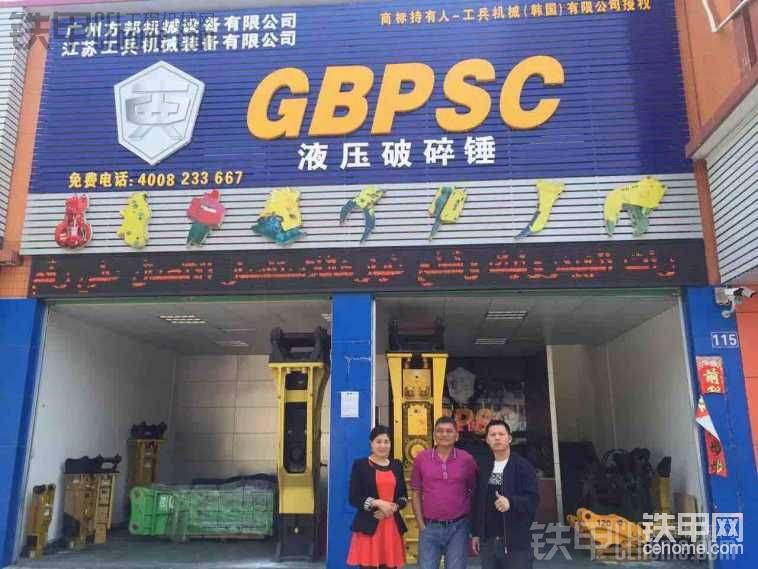 广州方邦机械设备有限公司
江苏工兵机械装备有限公司
商标持有人-工兵机械(韩国)有限公司授权
GBPSC
液压破碎锤
免费电话:4008 233 667
115
GBPSC
铁甲网
cehome.com